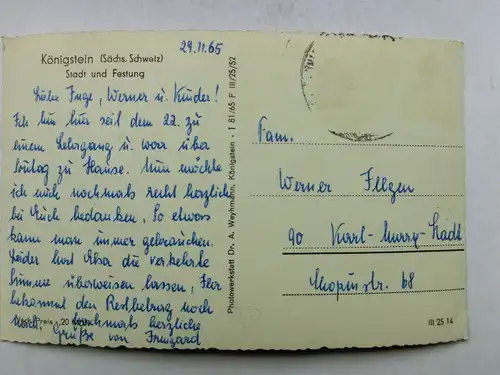 29.11.65
Königstein (Sächs. Schweiz)
Stadt und Festung
Liebe Inge, Werner u. Kinder!
Ich bin hier seit dem 22. zu
einem Lehrgang u. war über
Sonntag zu Hause. Nun möchte
ich mich nochmals recht herzlich
bei Euch bedanken. So etwas
kann man immer gebrauchen.
Leider hat Elsa die verkehrte
Summe überweisen lassen, Ihr
bekommt den Restbetrag noch
nach. Nochmals herzliche
Grüße von Irmgard
Photowerkstatt Dr. A. Weyhmann, Königstein - I 81/65 F III/25/52
Fam.
Werner
90 Karl-Marx-Stadt
Chopinstr. 68
III 25 14